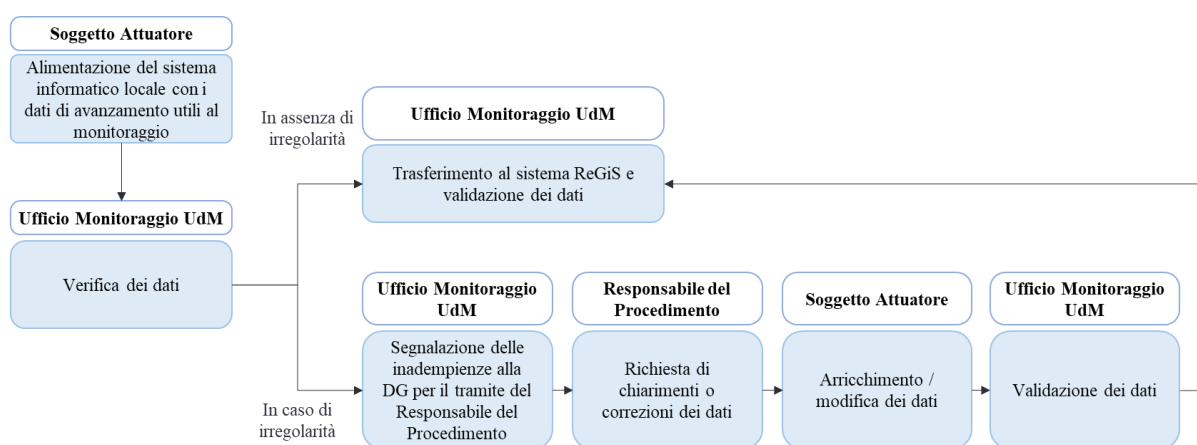 Soggetto Attuatore
Alimentazione del sistema
informatico locale con i
dati di avanzamento utili al
monitoraggio
Ufficio Monitoraggio UdM
Verifica dei dati
In assenza di
irregolarità
Ufficio Monitoraggio UdM
Trasferimento al sistema ReGiS e
validazione dei dati
In caso di
irregolarità
Ufficio Monitoraggio
UdM
Segnalazione delle
inadempienze alla
DG per il tramite del
Responsabile del
Procedimento
Responsabile del
Procedimento
Richiesta di
chiarimenti o
correzioni dei dati
Soggetto Attuatore
Arricchimento /
modifica dei dati
Ufficio Monitoraggio
UdM
Validazione dei dati